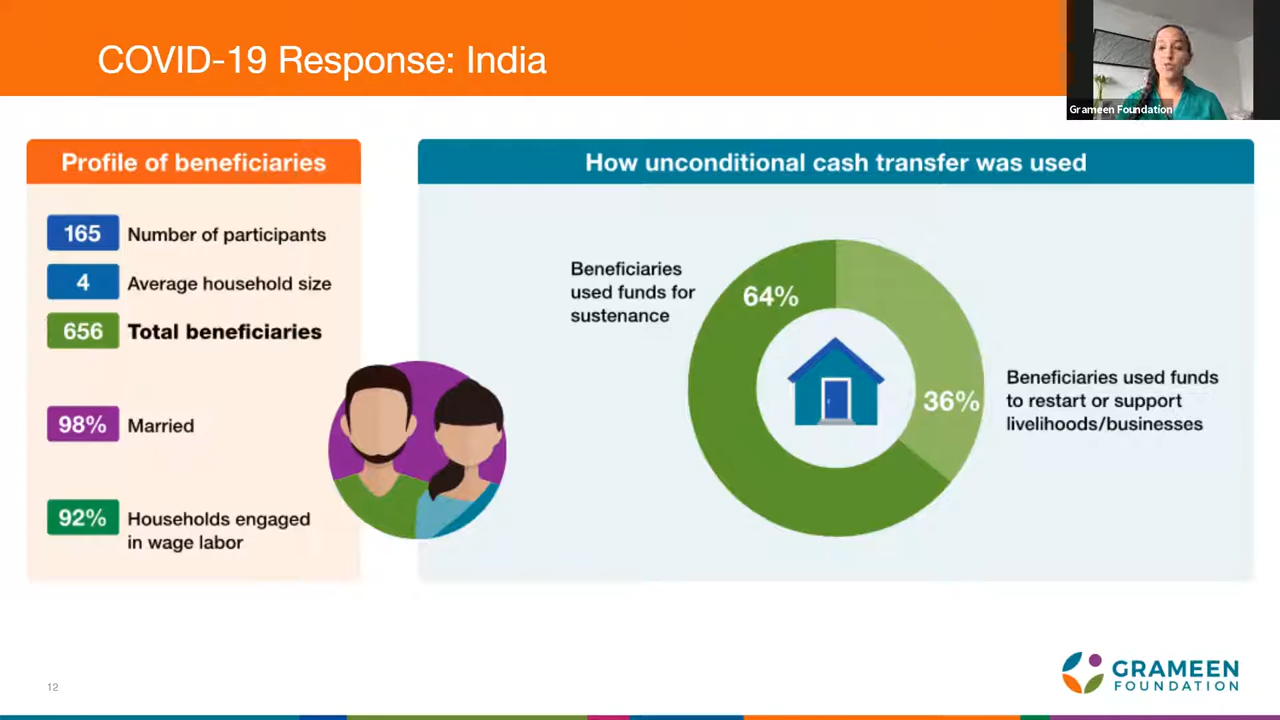 COVID-19 Response: India
Grameen Foundation
Profile of beneficiaries
165 Number of participants
4 Average household size
656 Total beneficiaries
98% Married
92% Households engaged
in wage labor
How unconditional cash transfer was used
Beneficiaries
used funds for
sustenance
64%
36%
Beneficiaries used funds
to restart or support
livelihoods/businesses
12
GRAMEEN
FOUNDATION